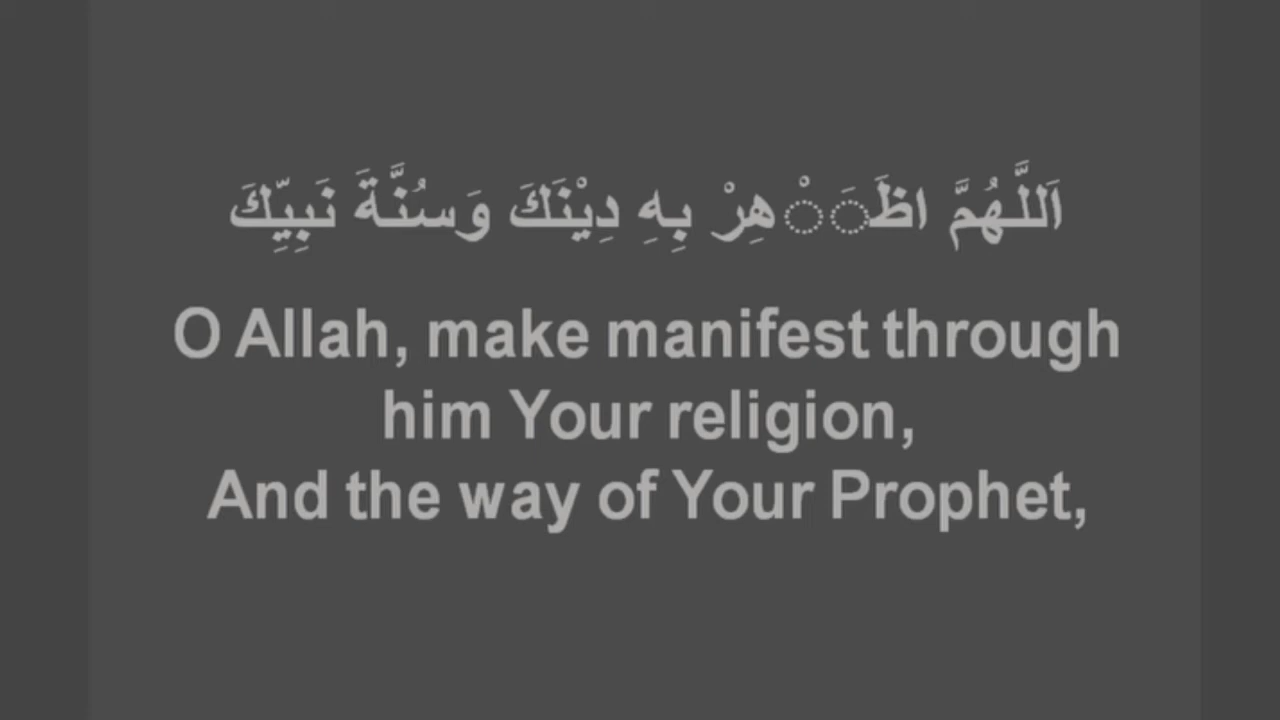 اَللَّهُمَّ اظَ◌َ◌ْهِرْ بِهِ دِيْنَكَ وَسُنَّةَ نَبِيِّكَ
O Allah, make manifest through
him Your religion,
And the way of Your Prophet,